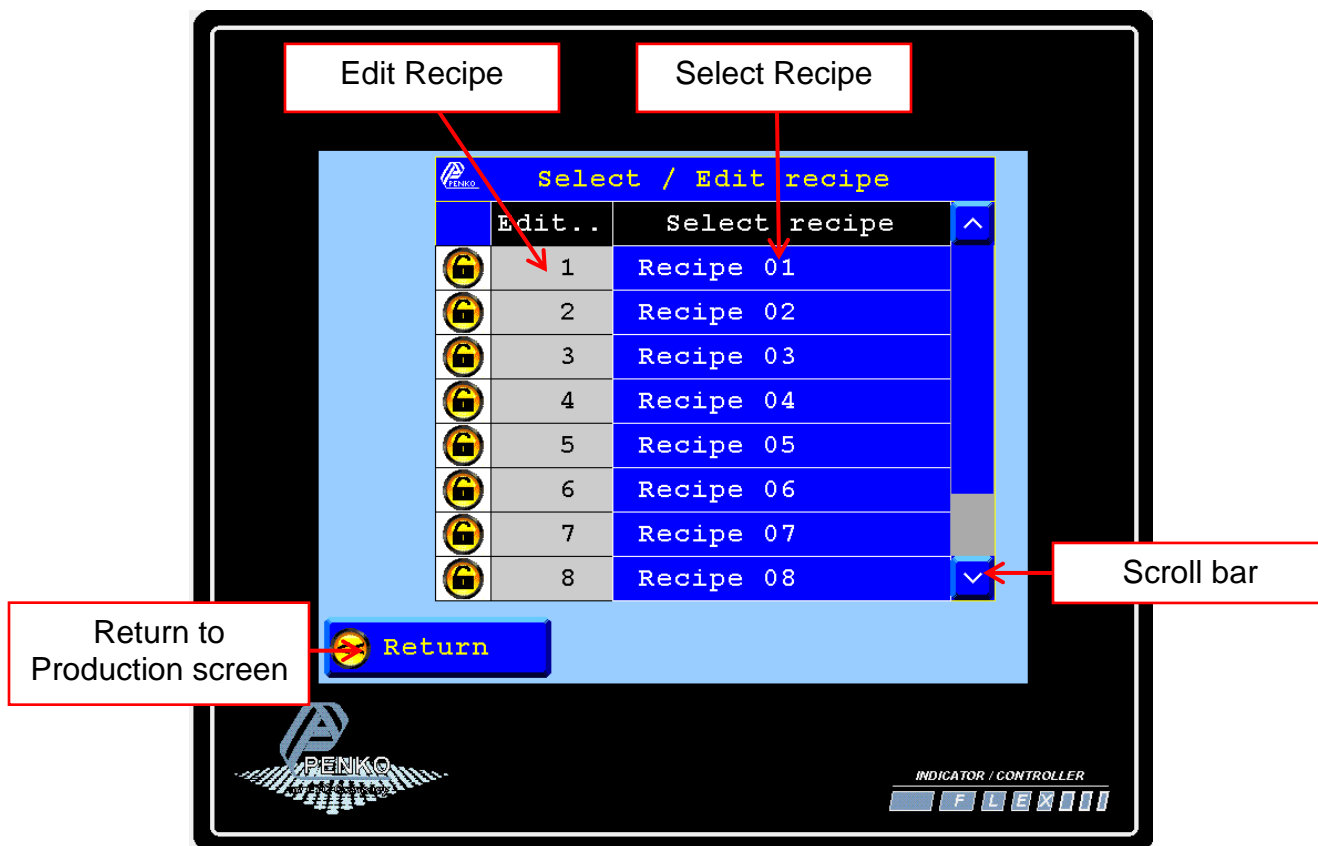 Edit Recipe
Select Recipe
PENKO
Select / Edit recipe
Edit..
Select recipe
1 Recipe 01
2 Recipe 02
3 Recipe 03
4 Recipe 04
5 Recipe 05
6 Recipe 06
7 Recipe 07
8 Recipe 08
Scroll bar
Return to
Production screen
Return
PENKO
INDICATOR / CONTROLLER
FLEX